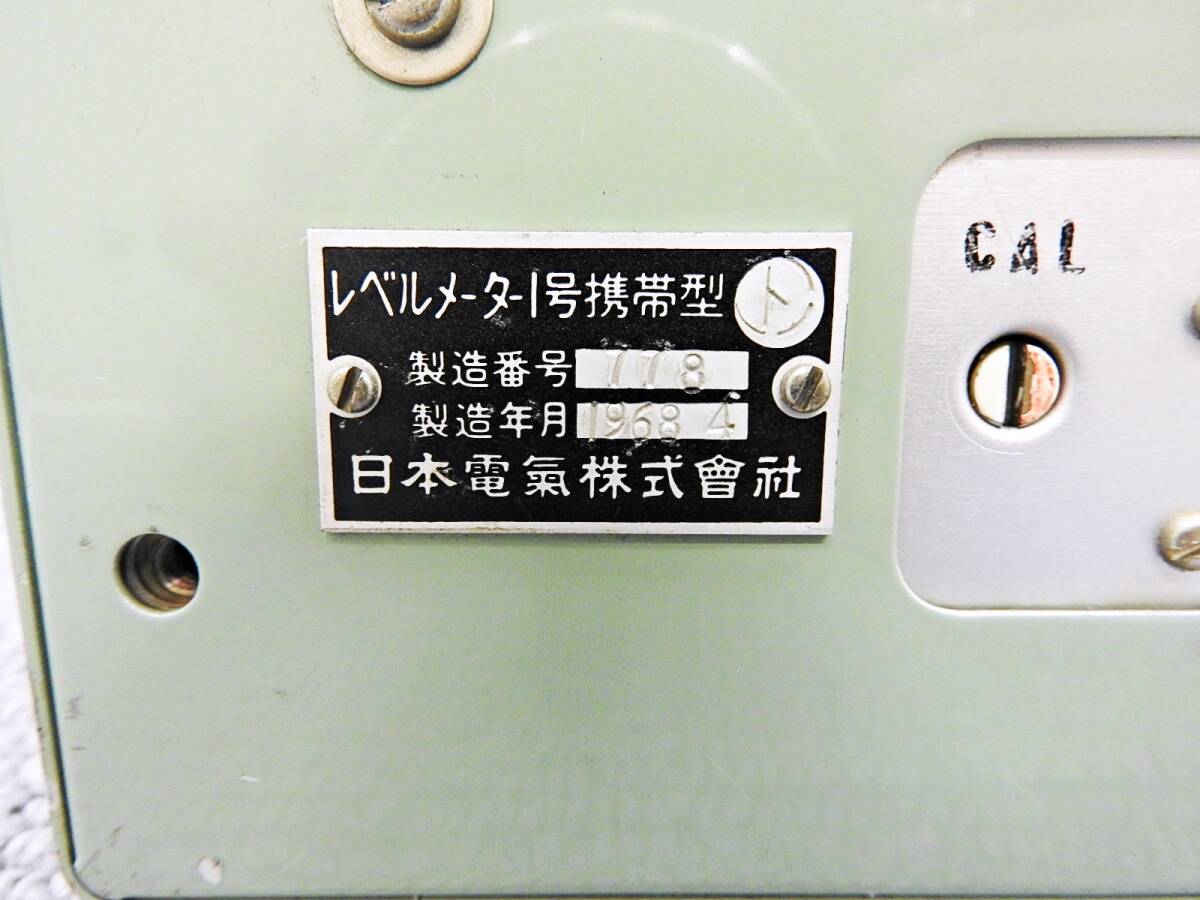 レベルメーター1号携帯型
製造番号 778
製造年月 1968 4
日本電氣株式會社
CAL